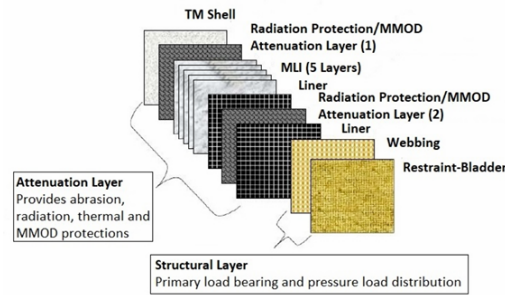 TM Shell
Radiation Protection/MMOD
Attenuation Layer (1)
MLI (5 Layers)
Liner
Radiation Protection/MMOD
Attenuation Layer (2)
Liner
Webbing
Restraint-Bladder
Attenuation Layer
Provides abrasion,
radiation, thermal and
MMOD protections
Structural Layer
Primary load bearing and pressure load distribution